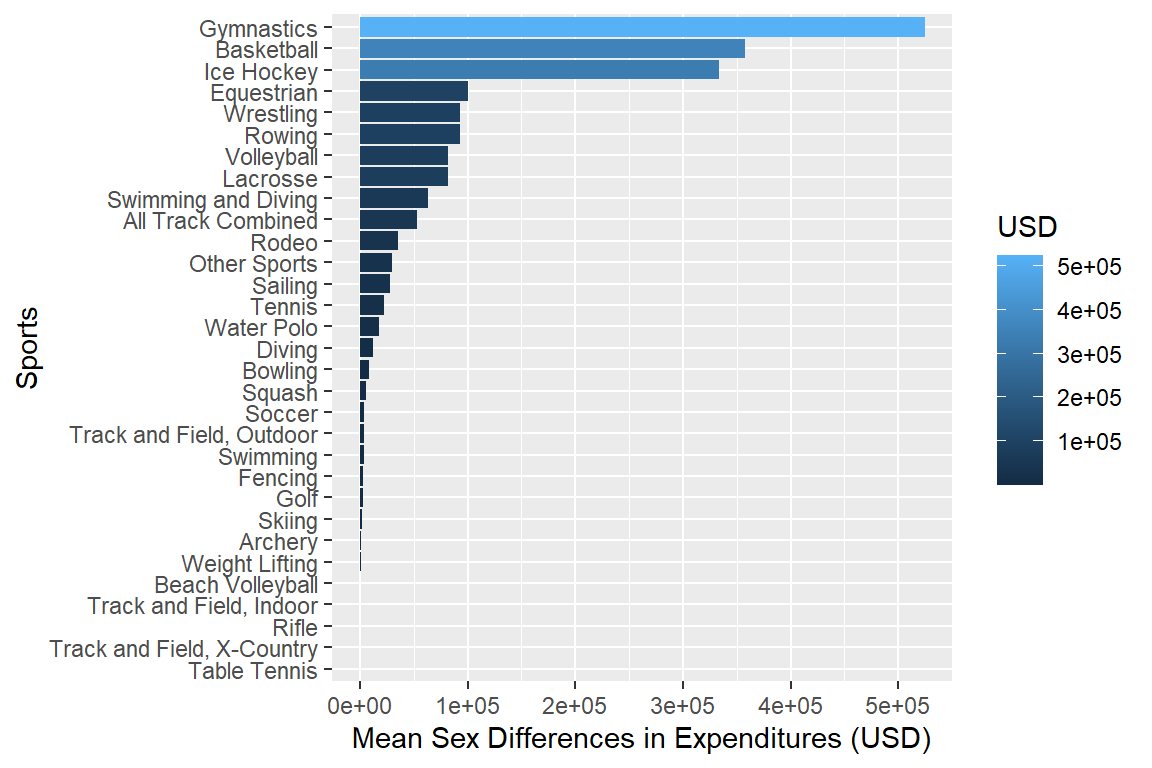 Gymnastics
Basketball
Ice Hockey
Equestrian
Wrestling
Rowing
Volleyball
Lacrosse
Swimming and Diving
All Track Combined
Rodeo
Other Sports
Sailing
Tennis
Water Polo
Diving
Bowling
Squash
Soccer
Track and Field, Outdoor
Swimming
Fencing
Golf
Skiing
Archery
Weight Lifting
Beach Volleyball
Track and Field, Indoor
Rifle
Track and Field, X-Country
Table Tennis
Sports
0e+00 1e+05 2e+05 3e+05 4e+05 5e+05
Mean Sex Differences in Expenditures (USD)
USD
5e+05
4e+05
3e+05
2e+05
1e+05